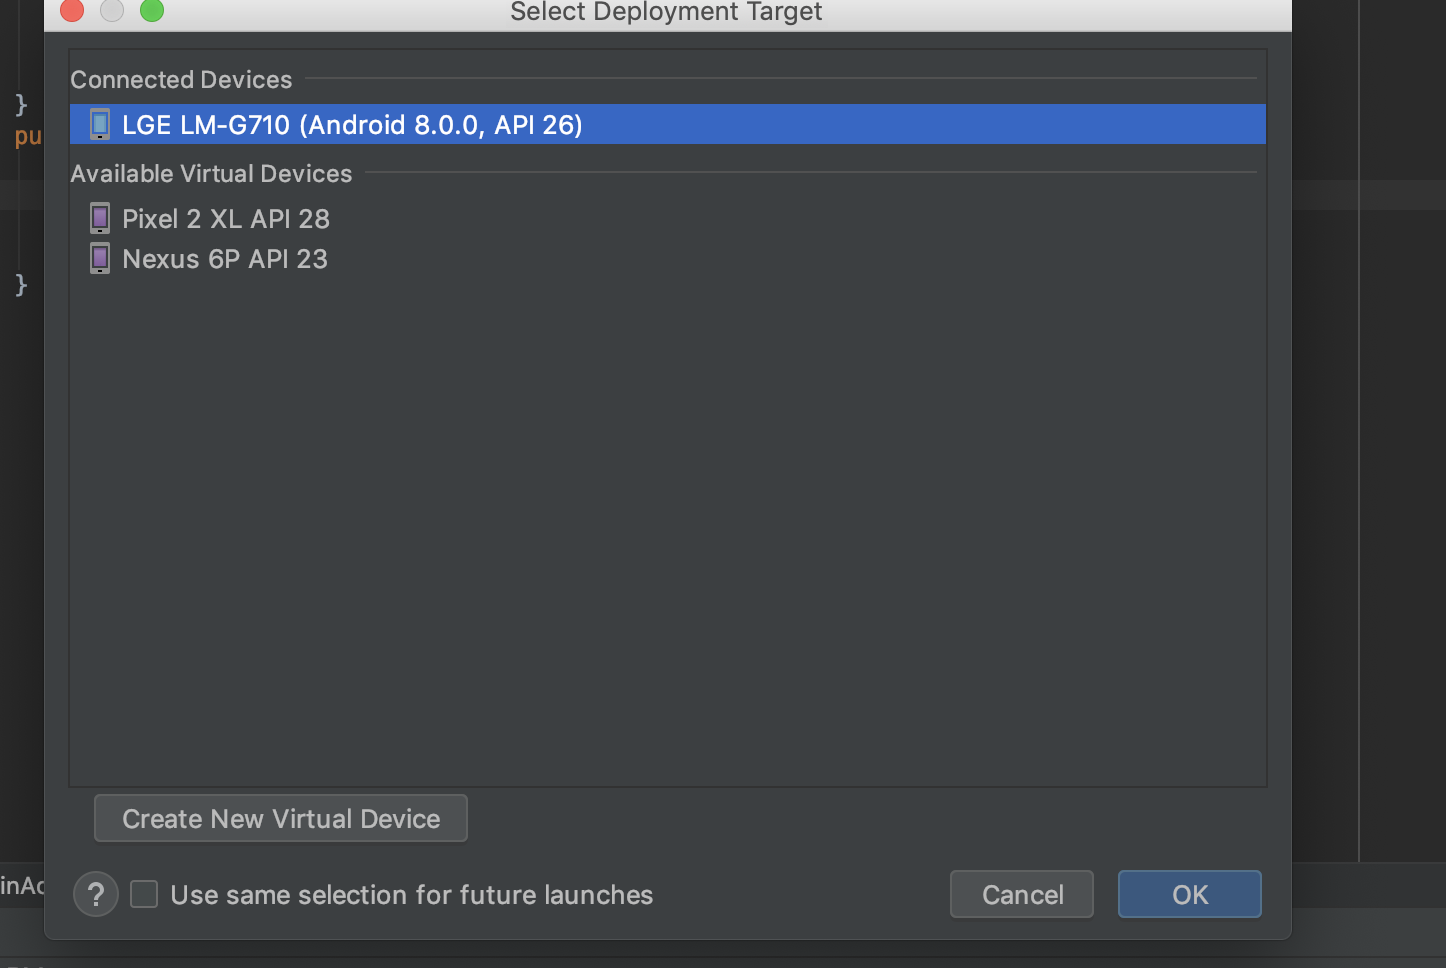 Select Deployment Target
Connected Devices
}
LGE LM-G710 (Android 8.0.0, API 26)
pu
Available Virtual Devices
Pixel 2 XL API 28
Nexus 6P API 23
}
Create New Virtual Device
inAc
? Use same selection for future launches
Cancel
OK